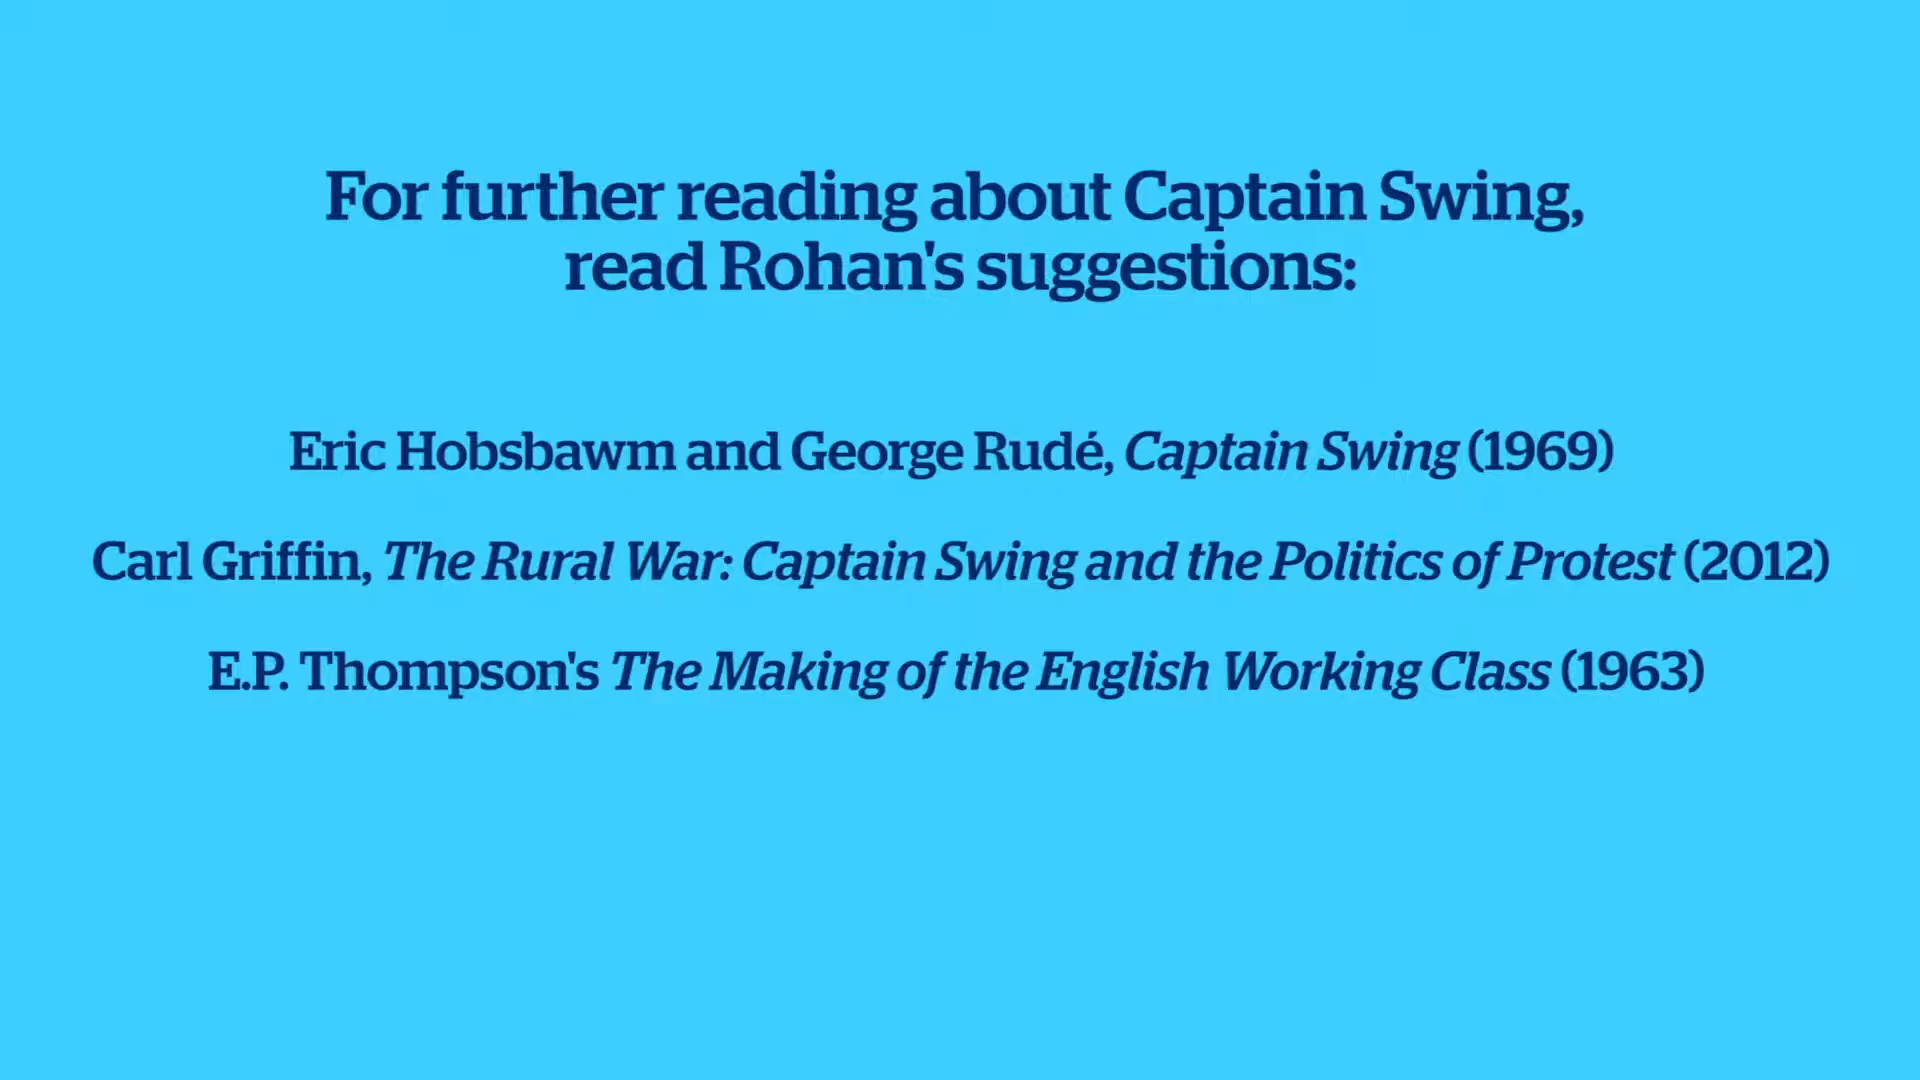 For further reading about Captain Swing,
read Rohan's suggestions:
Eric Hobsbawm and George Rudé, Captain Swing (1969)
Carl Griffin, The Rural War: Captain Swing and the Politics of Protest (2012)
E.P. Thompson's The Making of the English Working Class (1963)